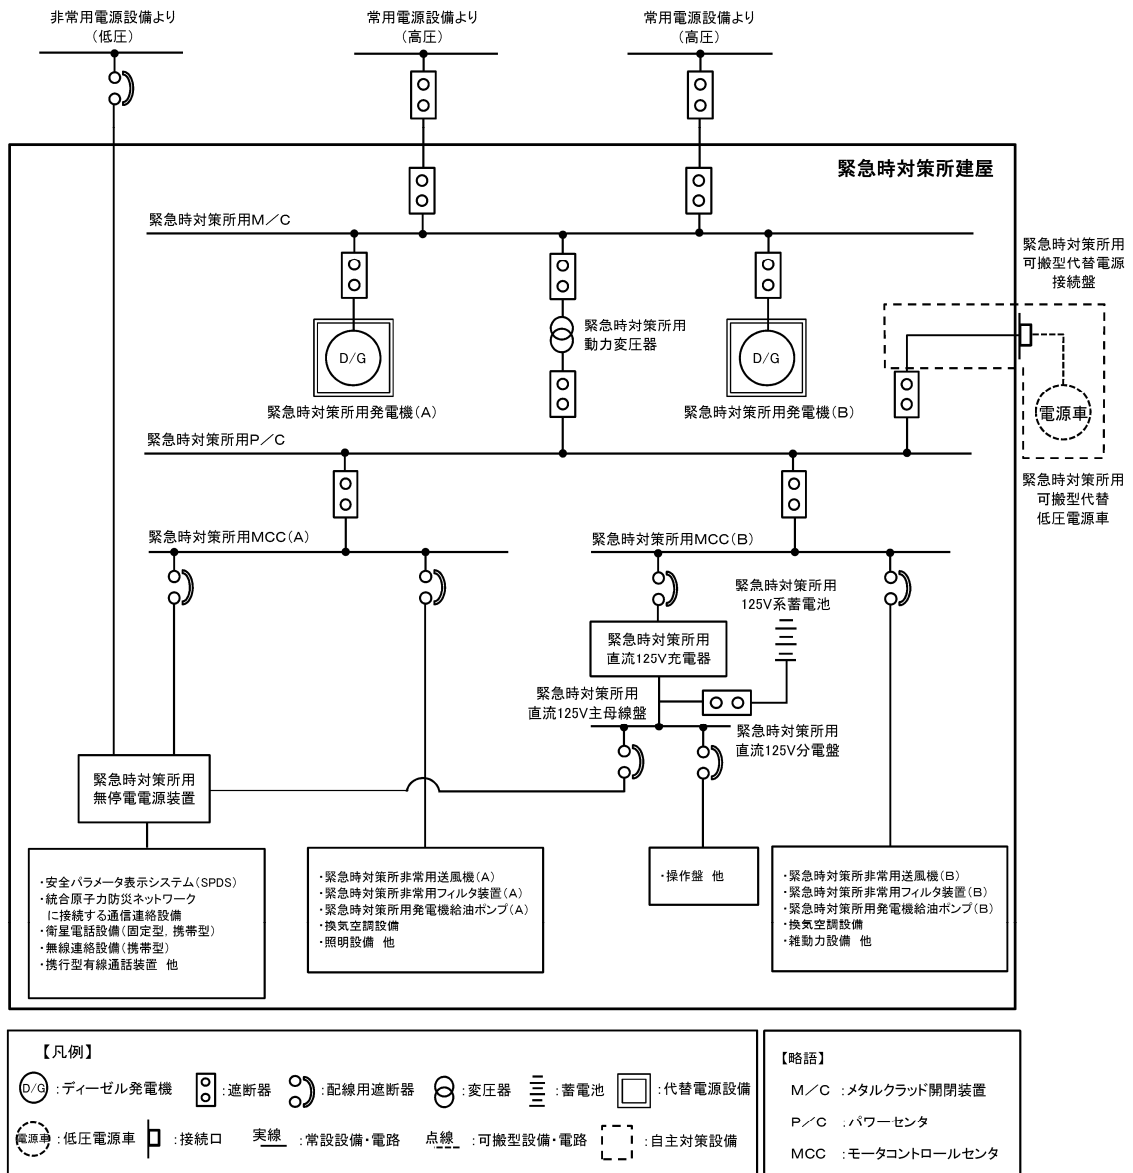 非常用電源設備より
（低圧）
常用電源設備より
（高圧）
常用電源設備より
（高圧）
緊急時対策所建屋
緊急時対策所用M／C
緊急時対策所用
可搬型代替電源
接続盤
緊急時対策所用
動力変圧器
D/G
D/G
緊急時対策所用発電機（A）
緊急時対策所用発電機（B）
電源車
緊急時対策所用P／C
緊急時対策所用
可搬型代替
低圧電源車
緊急時対策所用MCC（A）
緊急時対策所用MCC（B）
緊急時対策所用
125V系蓄電池
緊急時対策所用
直流125V充電器
緊急時対策所用
直流125V主母線盤
緊急時対策所用
直流125V分電盤
緊急時対策所用
無停電電源装置
・安全パラメータ表示システム（SPDS）
・統合原子力防災ネットワーク
に接続する通信連絡設備
・衛星電話設備（固定型，携帯型）
・無線連絡設備（携帯型）
・携行型有線通話装置 他
・緊急時対策所非常用送風機（A）
・緊急時対策所非常用フィルタ装置（A）
・緊急時対策所用発電機給油ポンプ（A）
・換気空調設備
・照明設備 他
・操作盤 他
・緊急時対策所非常用送風機（B）
・緊急時対策所非常用フィルタ装置（B）
・緊急時対策所用発電機給油ポンプ（B）
・換気空調設備
・雑動力設備 他
【凡例】
D/G ：ディーゼル発電機 ：遮断器 ：配線用遮断器 ：変圧器 ：蓄電池 ：代替電源設備
電源車 ：低圧電源車 ：接続口 実線 ：常設設備・電路 点線 ：可搬型設備・電路 ：自主対策設備
【略語】
M／C ：メタルクラッド開閉装置
P／C ：パワーセンタ
MCC ：モータコントロールセンタ